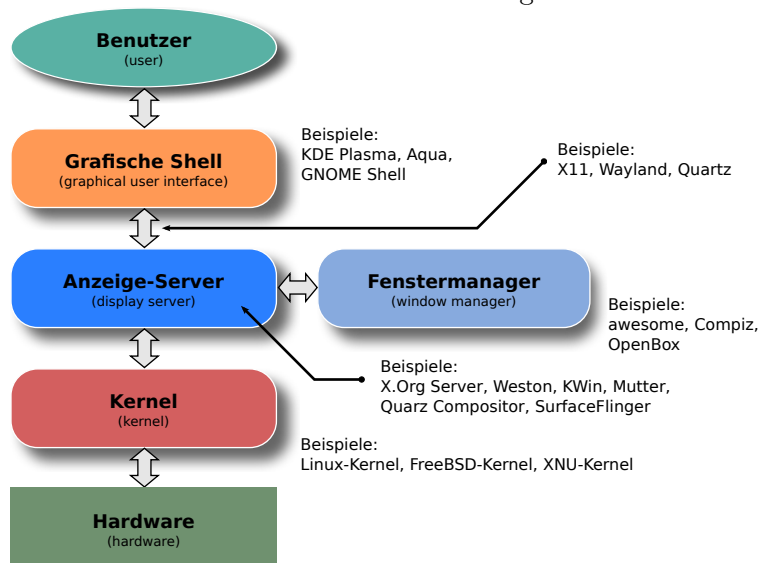 Benutzer
(user)
Grafische Shell
(graphical user interface)
Beispiele:
KDE Plasma, Aqua,
GNOME Shell
Beispiele:
X11, Wayland, Quartz
Anzeige-Server
(display server)
Fenstermanager
(window manager)
Beispiele:
awesome, Compiz,
OpenBox
Beispiele:
X.Org Server, Weston, KWin, Mutter,
Quarz Compositor, SurfaceFlinger
Kernel
(kernel)
Beispiele:
Linux-Kernel, FreeBSD-Kernel, XNU-Kernel
Hardware
(hardware)